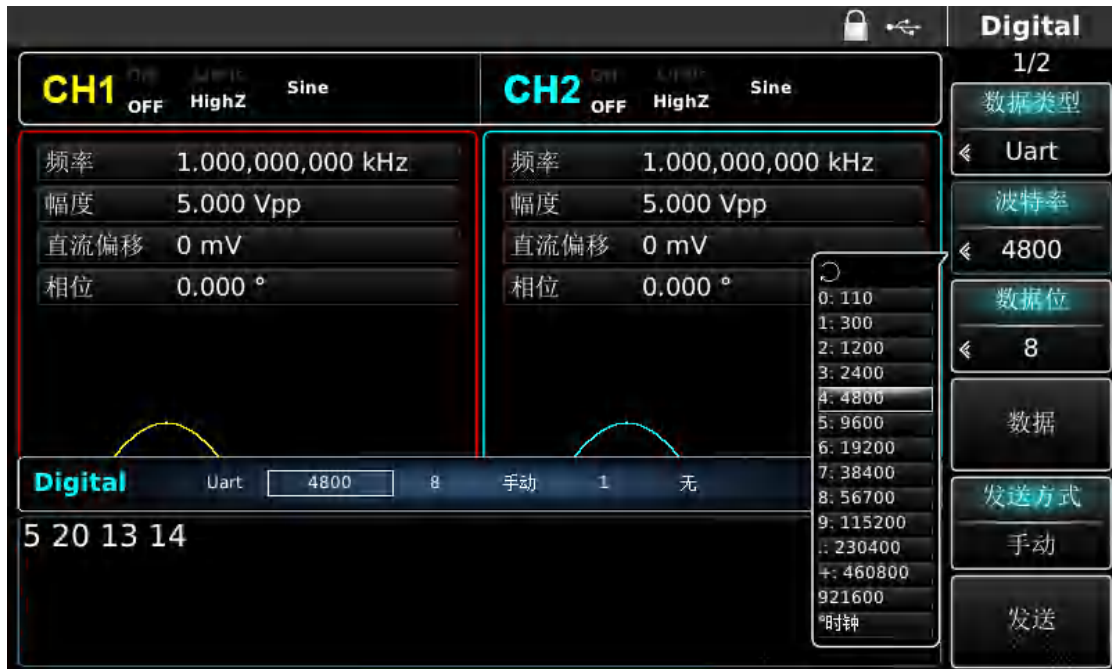 Digital
1/2
CH1 OFF HighZ Sine
CH2 OFF HighZ Sine
频率 1.000,000,000 kHz
幅度 5.000 Vpp
直流偏移 0 mV
相位 0.000 °
频率 1.000,000,000 kHz
幅度 5.000 Vpp
直流偏移 0 mV
相位 0.000 °
0: 110
1: 300
2: 1200
3: 2400
4: 4800
5: 9600
6: 19200
7: 38400
8: 56700
9: 115200
.: 230400
+: 460800
921600
°时钟
数据类型
Uart
波特率
4800
数据位
8
数据
发送方式
手动
发送
Digital Uart 4800 8 手动 1 无
5 20 13 14